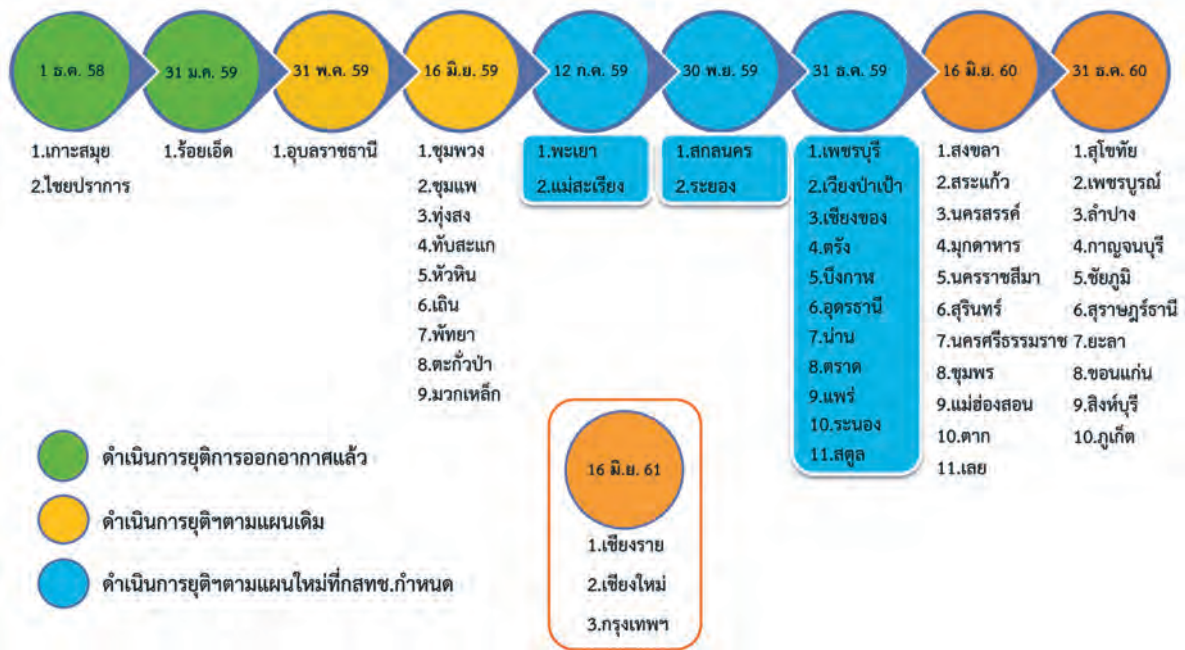 1 ธ.ค. 58
31 ม.ค. 59
31 พ.ค. 59
16 มิ.ย. 59
12 ก.ค. 59
30 พ.ย. 59
31 ธ.ค. 59
16 มิ.ย. 60
31 ธ.ค. 60
1.เกาะสมุย
2.ไชยปราการ
1.ร้อยเอ็ด
1.อุบลราชธานี
1.ชุมพวง
2.ชุมแพ
3.ทุ่งสง
4.ทับสะแก
5.หัวหิน
6.เถิน
7.พัทยา
8.ตะกั่วป่า
9.มวกเหล็ก
1.พะเยา
2.แม่สะเรียง
1.สกลนคร
2.ระยอง
1.เพชรบุรี
2.เวียงป่าเป้า
3.เชียงของ
4.ตรัง
5.บึงกาฬ
6.อุดรธานี
7.น่าน
8.ตราด
9.แพร่
10.ระนอง
11.สตูล
1.สงขลา
2.สระแก้ว
3.นครสรรค์
4.มุกดาหาร
5.นครราชสีมา
6.สุรินทร์
7.นครศรีธรรมราช
8.ชุมพร
9.แม่ฮ่องสอน
10.ตาก
11.เลย
1.สุโขทัย
2.เพชรบูรณ์
3.ลำปาง
4.กาญจนบุรี
5.ชัยภูมิ
6.สุราษฎร์ธานี
7.ยะลา
8.ขอนแก่น
9.สิงห์บุรี
10.ภูเก็ต
ดำเนินการยุติการออกอากาศแล้ว
ดำเนินการยุติฯตามแผนเดิม
ดำเนินการยุติฯตามแผนใหม่ที่กสทช.กำหนด
16 มิ.ย. 61
1.เชียงราย
2.เชียงใหม่
3.กรุงเทพฯ